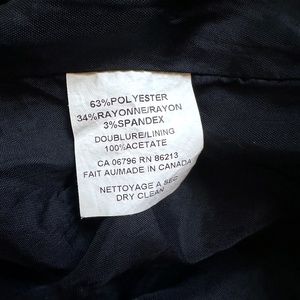 63%POLYESTER
34%RAYONNE/RAYON
3%SPANDEX
DOUBLURE/LINING
100%ACETATE
CA 06796 RN 86213
FAIT AU/MADE IN CANADA
NETTOYAGE A SEC
DRY CLEAN